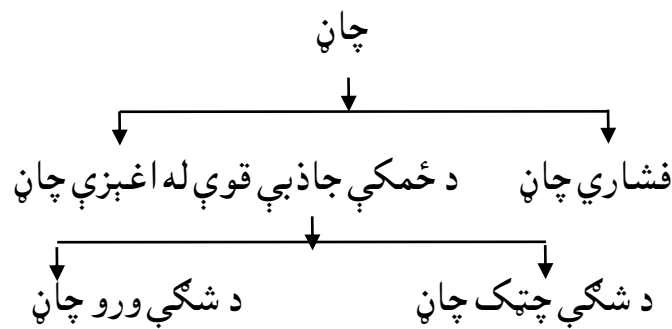 چاڼ
فشاري چاڼ
د ځمکې جاذبې قوې له اغېزې چاڼ
د شګې چټک چاڼ
د شګې ورو چاڼ